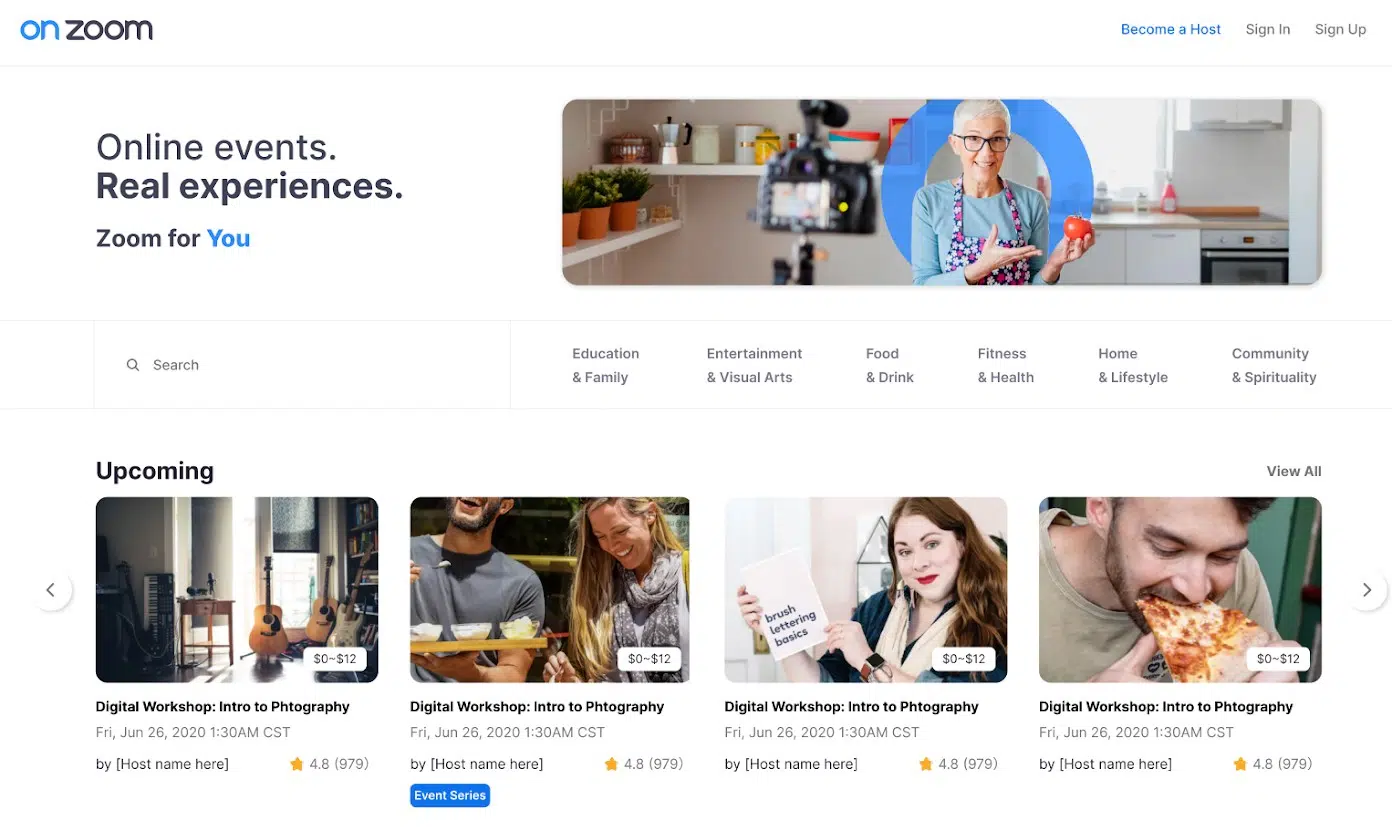 on zoom
Become a Host Sign In Sign Up
Online events.
Real experiences.
Zoom for You
Search
Education Entertainment Food Fitness Home Community
& Family & Visual Arts & Drink & Health & Lifestyle & Spirituality
Upcoming View All
brush
lettering
basics
$0~$12 $0~$12 $0~$12 $0~$12
Digital Workshop: Intro to Phtography Digital Workshop: Intro to Phtography Digital Workshop: Intro to Phtography Digital Workshop: Intro to Phtography
Fri, Jun 26, 2020 1:30AM CST Fri, Jun 26, 2020 1:30AM CST Fri, Jun 26, 2020 1:30AM CST Fri, Jun 26, 2020 1:30AM CST
by [Host name here] 4.8 (979) by [Host name here] 4.8 (979) by [Host name here] 4.8 (979) by [Host name here] 4.8 (979)
Event Series